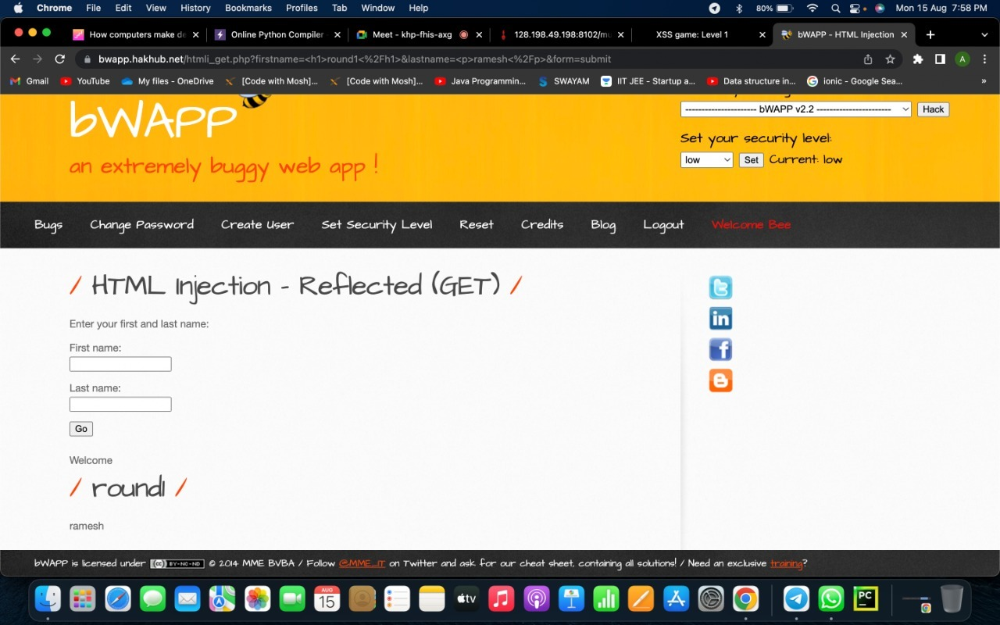 Chrome File Edit View History Bookmarks Profiles Tab Window Help 80% Mon 15 Aug 7:58 PM
How computers make de Online Python Compiler Meet - khp-fhis-axg 128.198.49.198:8102/mu XSS game: Level 1 bWAPP - HTML Injection
bwapp.hakhub.net/htmli_get.php?firstname=<h1>round1<%2Fh1>&lastname=<p>ramesh<%2Fp>&form=submit A
Gmail YouTube My files - OneDrive [Code with Mosh]... [Code with Mosh]... Java Programmin... SWAYAM IIT JEE - Startup a... Data structure in... ionic - Google Sea... »
bWAPP
---------------------- bWAPP v2.2 ----------------------- Hack
an extremely buggy web app !
Set your security level:
low Set Current: low
Bugs Change Password Create User Set Security Level Reset Credits Blog Logout Welcome Bee
/ HTML Injection - Reflected (GET) /
Enter your first and last name:
First name:
Last name:
Go
Welcome
/ round1 /
ramesh
bWAPP is licensed under (cc) BY-NC-ND © 2014 MME BVBA / Follow @MME_IT on Twitter and ask for our cheat sheet, containing all solutions! / Need an exclusive training?
AUG
15
tv
PC